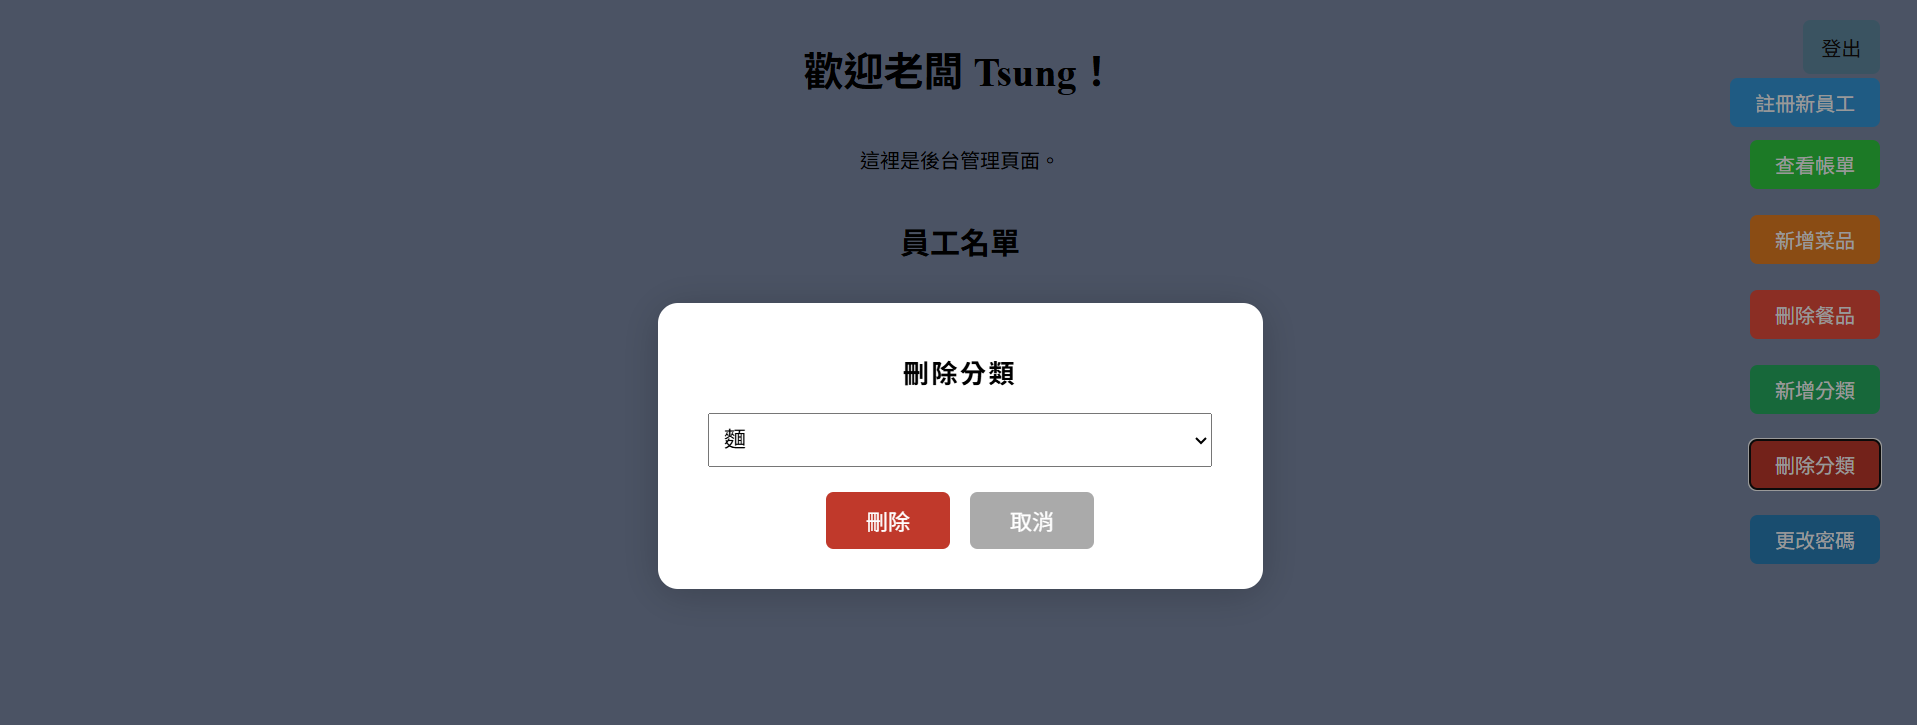 歡迎老闆 Tsung！
這裡是後台管理頁面。
員工名單
刪除分類
麵
刪除
取消
登出
註冊新員工
查看帳單
新增菜品
刪除餐品
新增分類
刪除分類
更改密碼